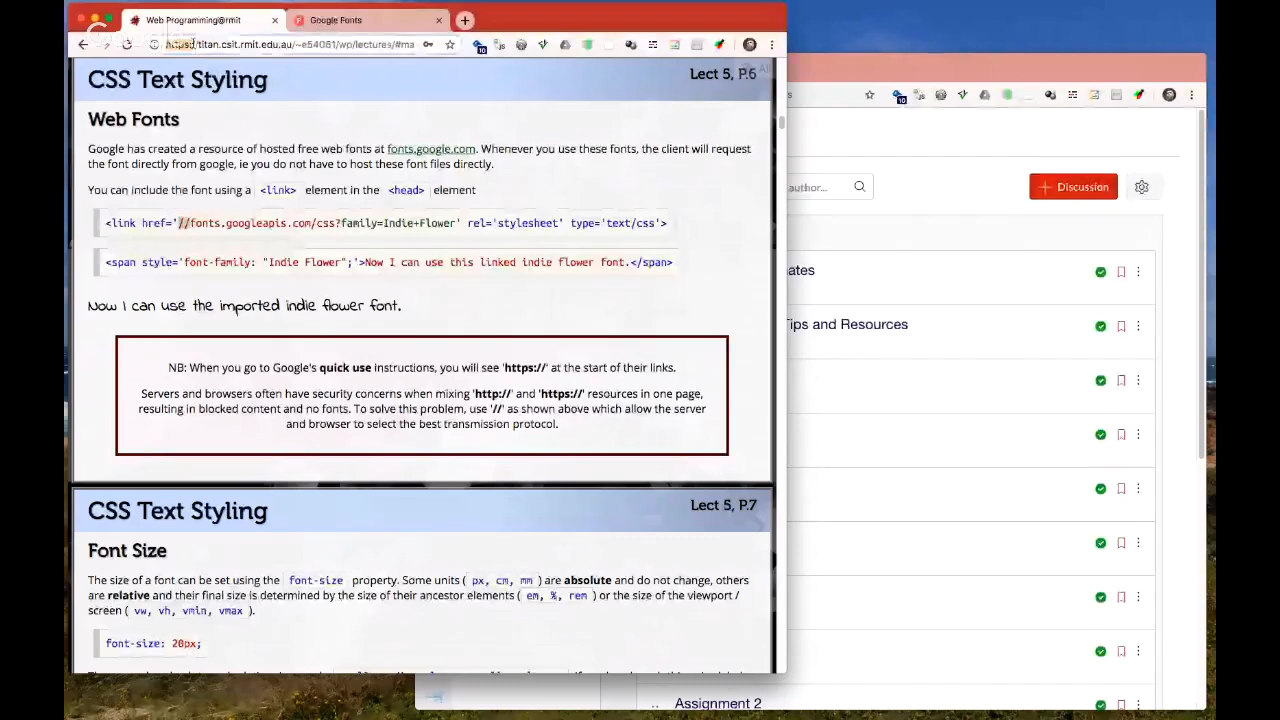 Web Programming@rmit
Google Fonts
titan.csit.rmit.edu.au/~e54061/wp/lectures/#ma
CSS Text Styling
Lect 5, P.6
Web Fonts
Google has created a resource of hosted free web fonts at fonts.google.com. Whenever you use these fonts, the client will request
the font directly from google, ie you do not have to host these font files directly.
You can include the font using a <link> element in the <head> element
<link href='//fonts.googleapis.com/css?family=Indie+Flower' rel='stylesheet' type='text/css'>
<span style='font-family: "Indie Flower";'>Now I can use this linked indie flower font.</span>
Now I can use the imported indie flower font.
NB: When you go to Google's quick use instructions, you will see 'https://' at the start of their links.
Servers and browsers often have security concerns when mixing 'http://' and 'https://' resources in one page,
resulting in blocked content and no fonts. To solve this problem, use '//' as shown above which allow the server
and browser to select the best transmission protocol.
CSS Text Styling
Lect 5, P.7
Font Size
The size of a font can be set using the font-size property. Some units ( px, cm, mm ) are absolute and do not change, others
are relative and their final size is determined by the size of their ancestor elements ( em, %, rem ) or the size of the viewport /
screen ( vw, vh, vmin, vmax ).
font-size: 20px;
author...
Discussion
ates
Tips and Resources
Assignment 2